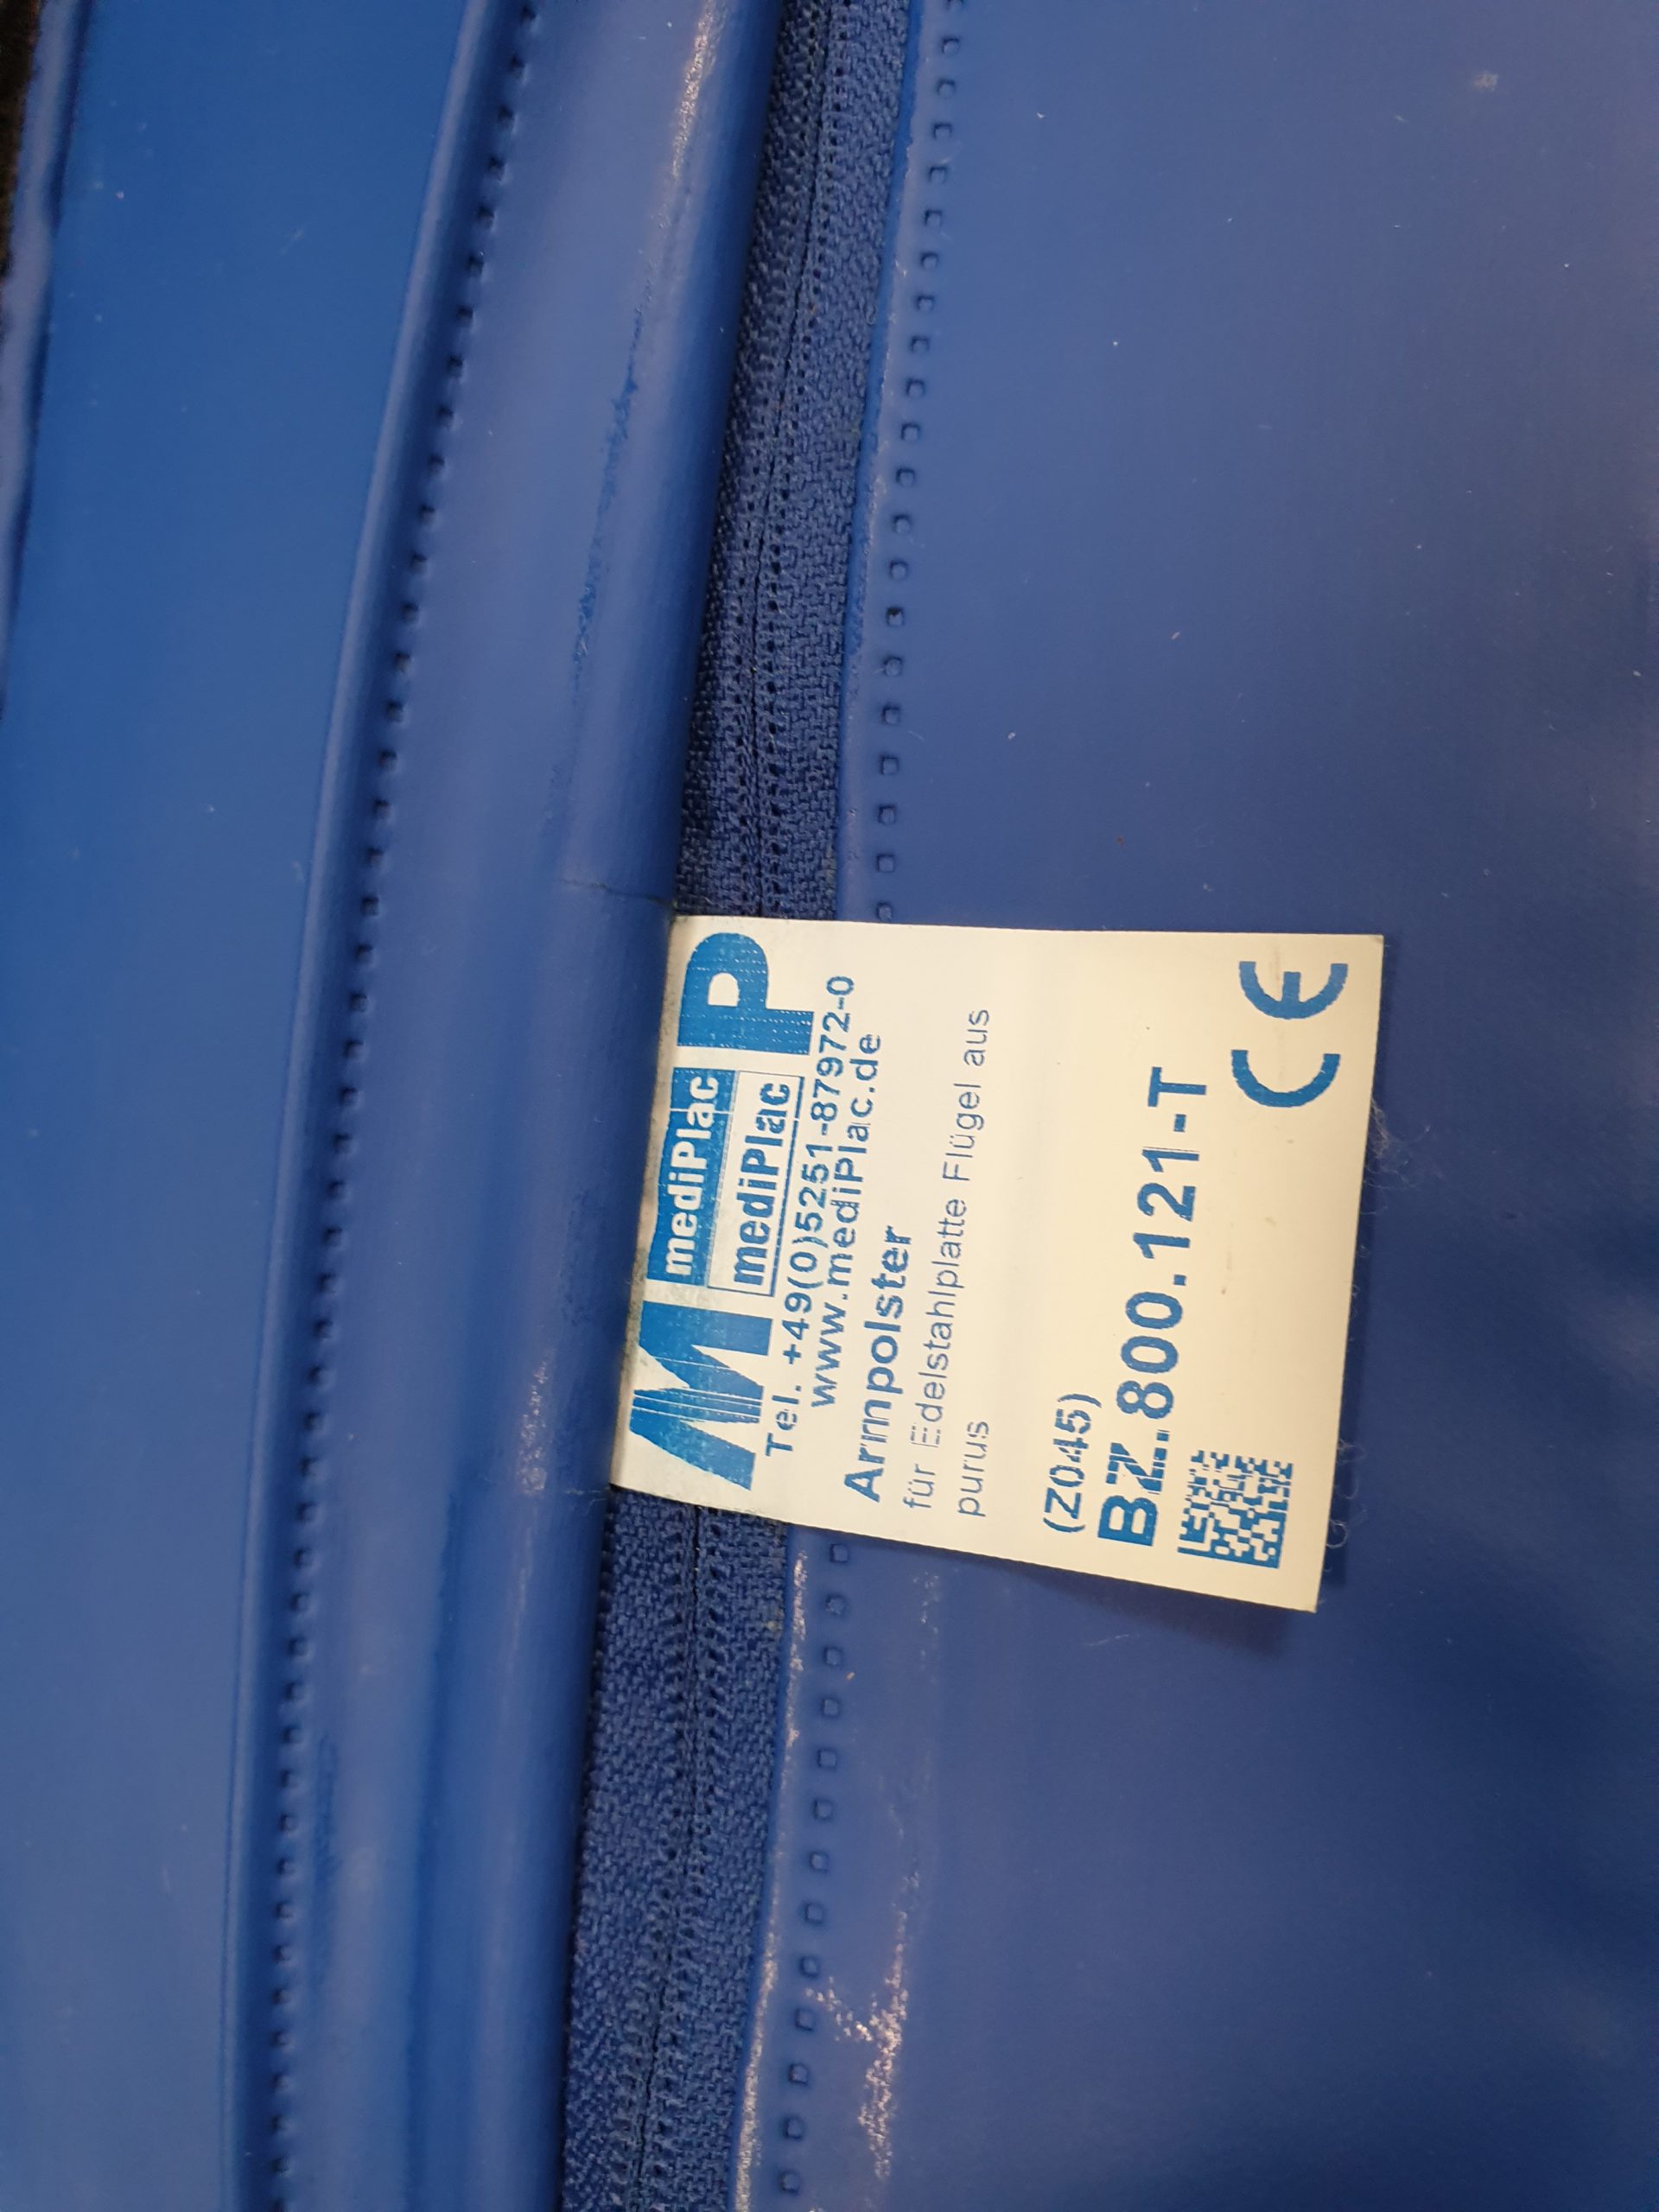 M mediPlac P
mediPlac
Tel. +49(0)5251-87972-0
www.mediPlac.de
Armpolster
für Edelstahlplatte Flügel aus
purus
(Z045)
BZ.800.121-T
CE